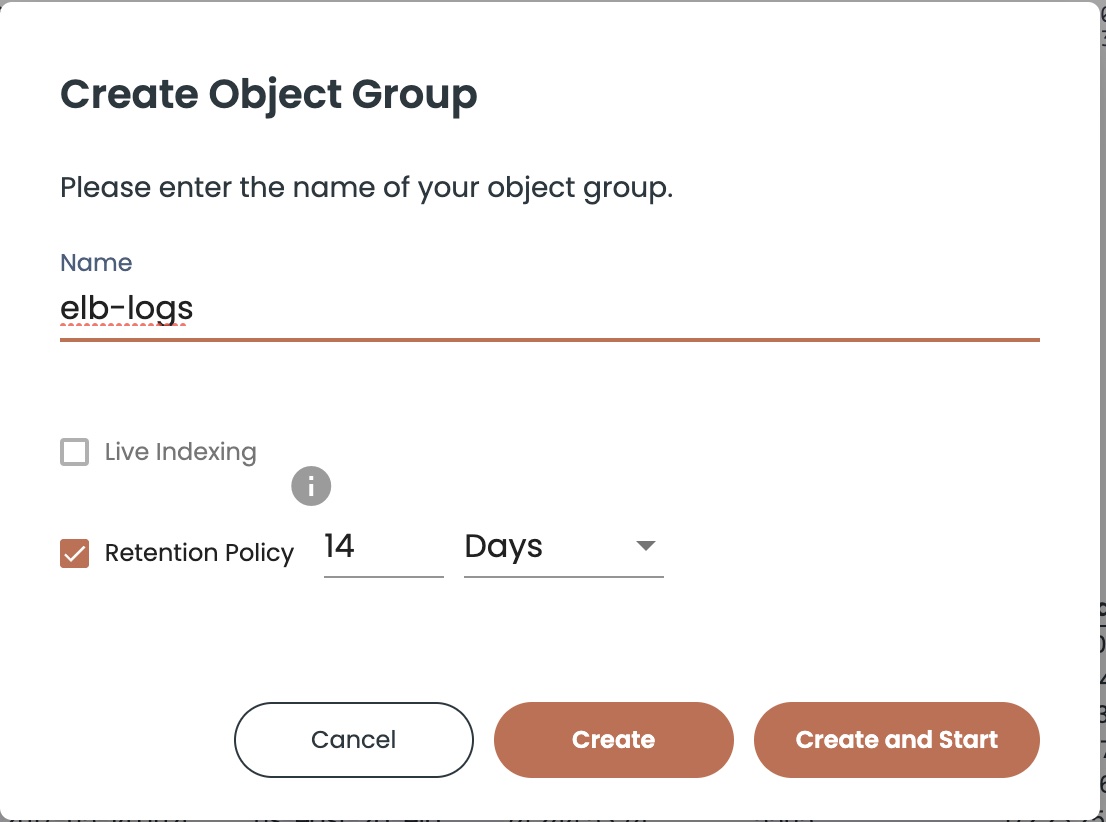 Create Object Group
Please enter the name of your object group.
Name
elb-logs
Live Indexing
i
Retention Policy 14 Days
Cancel Create Create and Start